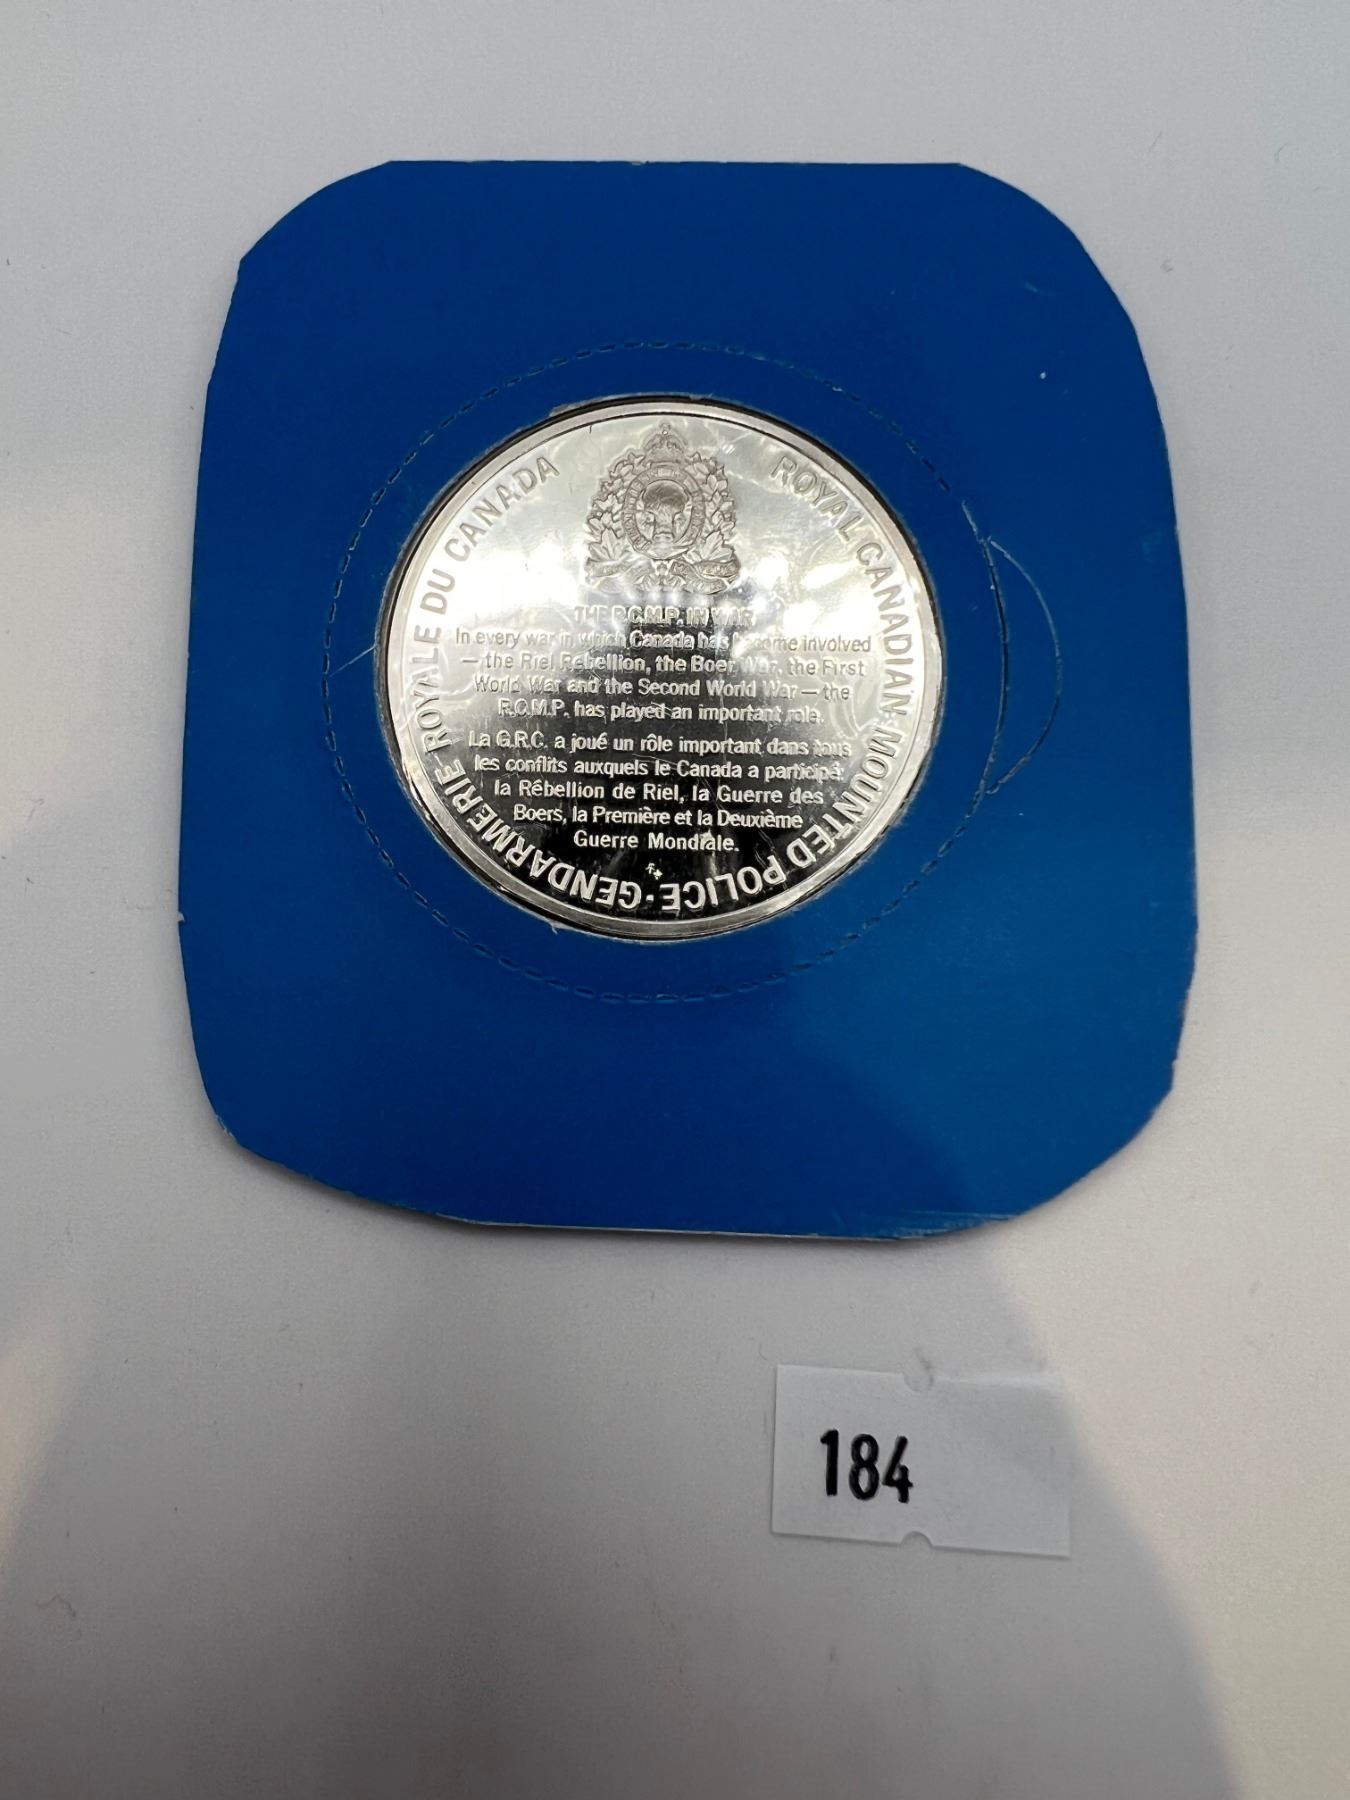 ROYAL CANADIAN MOUNTED POLICE · GENDARMERIE ROYALE DU CANADA
THE R.C.M.P. IN WAR
In every war in which Canada has become involved
— the Riel Rebellion, the Boer War, the First
World War and the Second World War — the
R.C.M.P. has played an important role.
La G.R.C. a joué un rôle important dans tous
les conflits auxquels le Canada a participé:
la Rébellion de Riel, la Guerre des
Boers, la Première et la Deuxième
Guerre Mondiale.
184